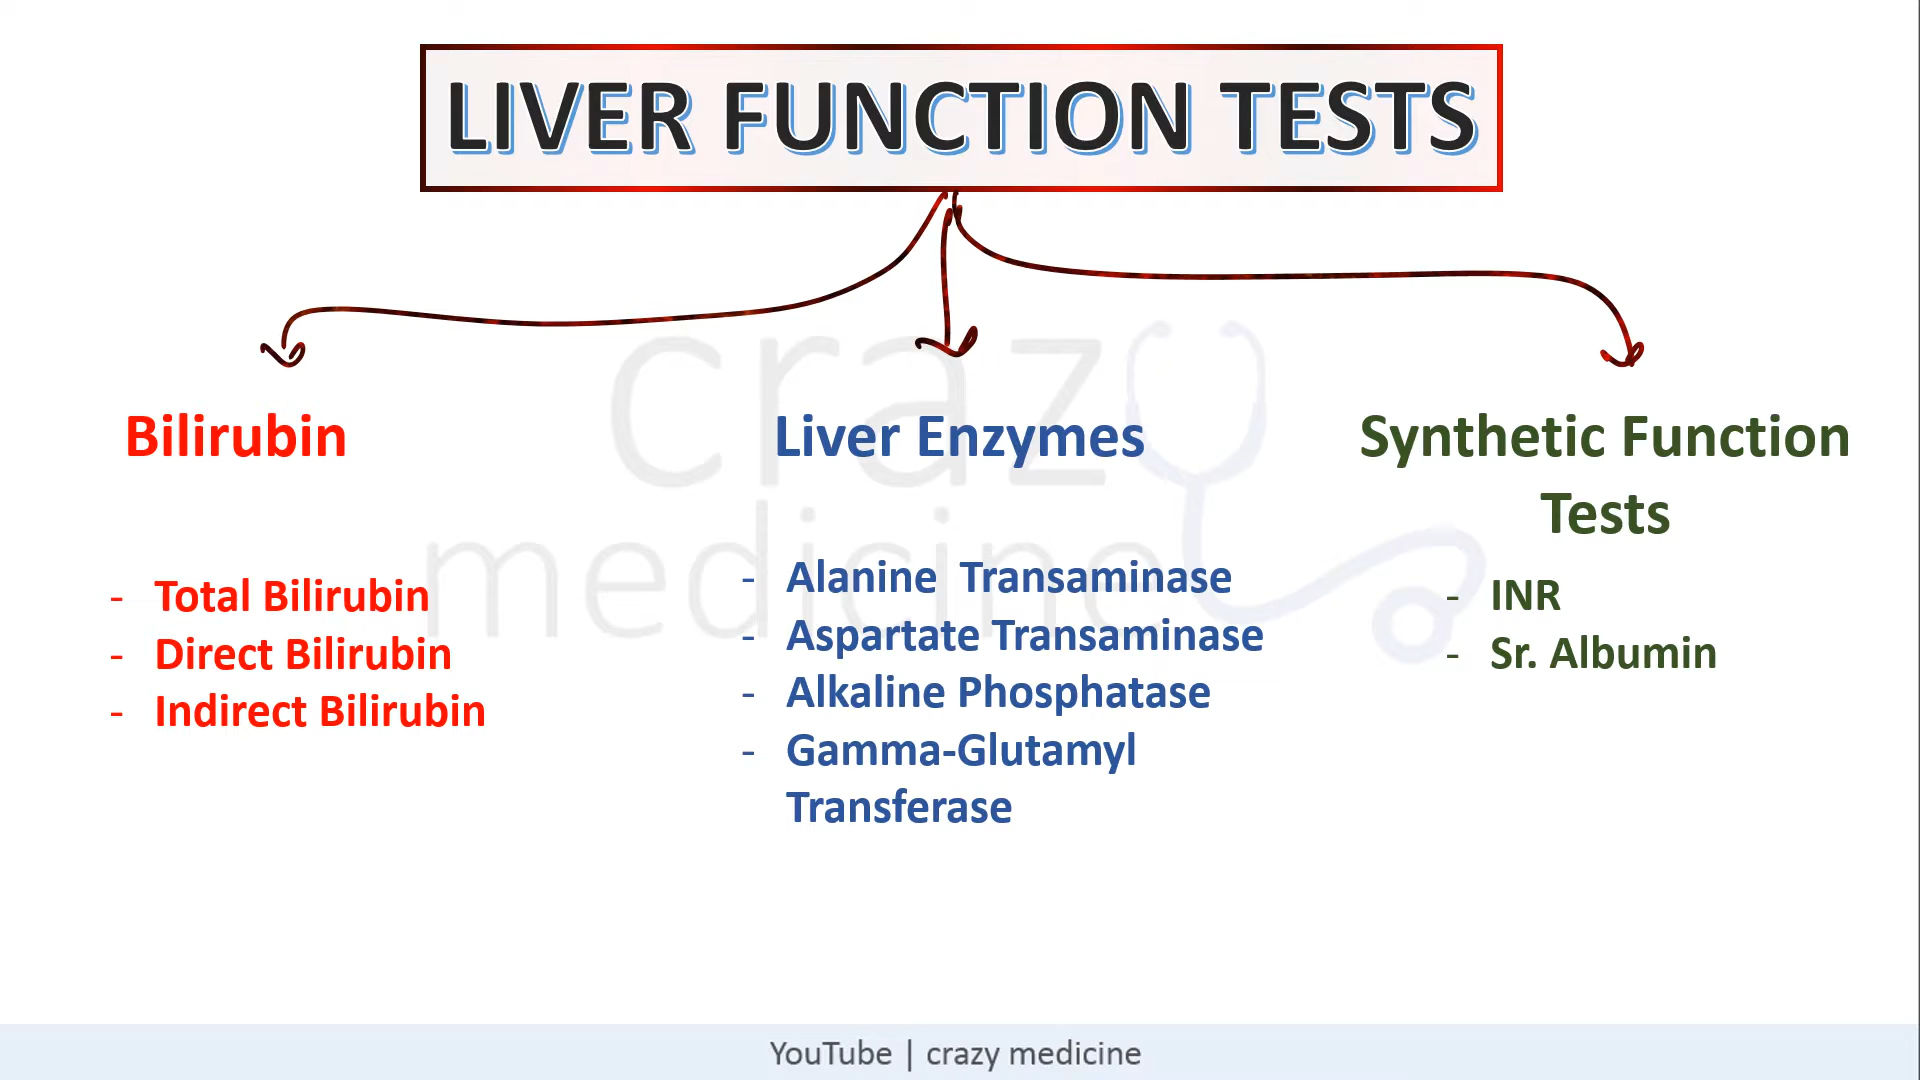 LIVER FUNCTION TESTS
crazy
medicine
Bilirubin
- Total Bilirubin
- Direct Bilirubin
- Indirect Bilirubin
Liver Enzymes
- Alanine Transaminase
- Aspartate Transaminase
- Alkaline Phosphatase
- Gamma-Glutamyl
Transferase
Synthetic Function
Tests
- INR
- Sr. Albumin
YouTube | crazy medicine